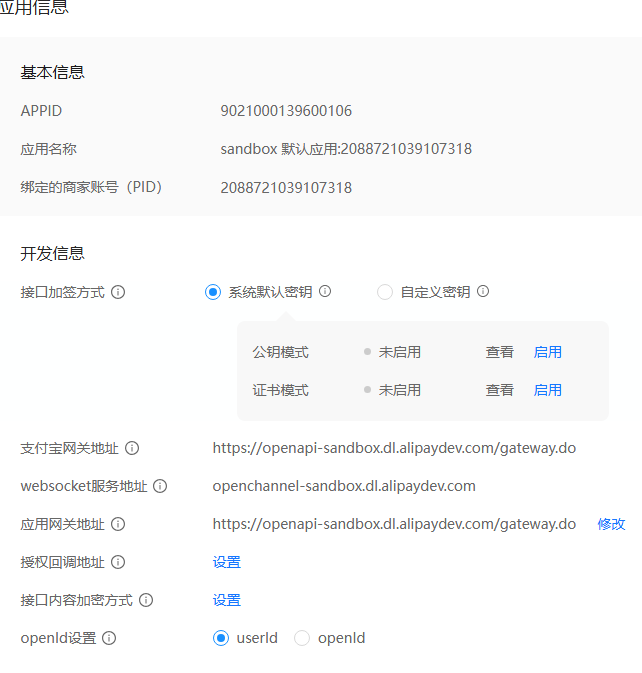 应用信息
基本信息
APPID 9021000139600106
应用名称 sandbox 默认应用:2088721039107318
绑定的商家账号（PID） 2088721039107318
开发信息
接口加签方式 系统默认密钥 自定义密钥
公钥模式 未启用 查看 启用
证书模式 未启用 查看 启用
支付宝网关地址 https://openapi-sandbox.dl.alipaydev.com/gateway.do
websocket服务地址 openchannel-sandbox.dl.alipaydev.com
应用网关地址 https://openapi-sandbox.dl.alipaydev.com/gateway.do 修改
授权回调地址 设置
接口内容加密方式 设置
openId设置 userId openId